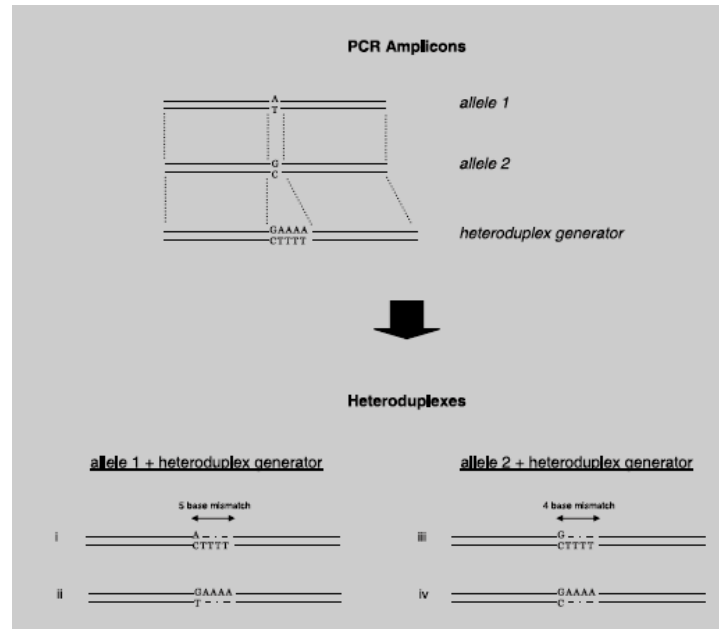 PCR Amplicons
A
T
allele 1
G
C
allele 2
GAAAA
CTTTT
heteroduplex generator
Heteroduplexes
allele 1 + heteroduplex generator
allele 2 + heteroduplex generator
5 base mismatch
4 base mismatch
i
A - · -
CTTTT
iii
G - · -
CTTTT
ii
GAAAA
T - · -
iv
GAAAA
C - · -